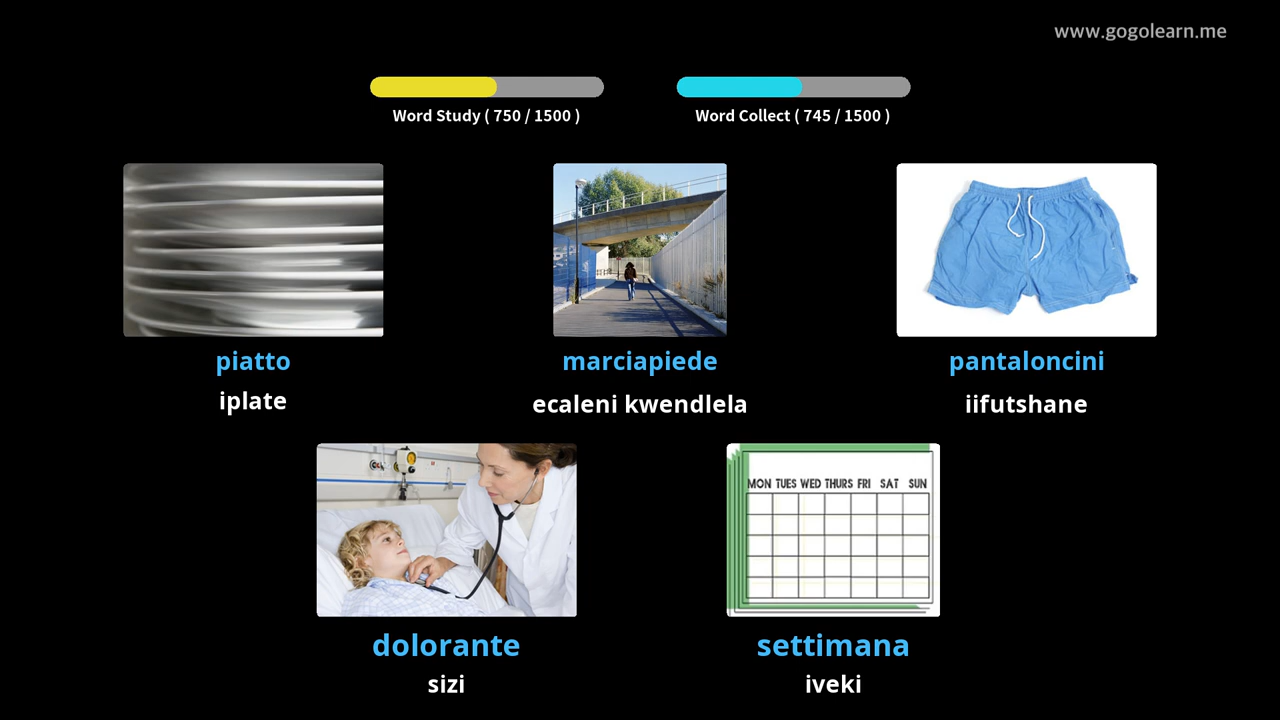 www.gogolearn.me
Word Study ( 750 / 1500 )
Word Collect ( 745 / 1500 )
piatto
marciapiede
pantaloncini
iplate
ecaleni kwendlela
iifutshane
MON TUES WED THURS FRI SAT SUN
dolorante
settimana
sizi
iveki